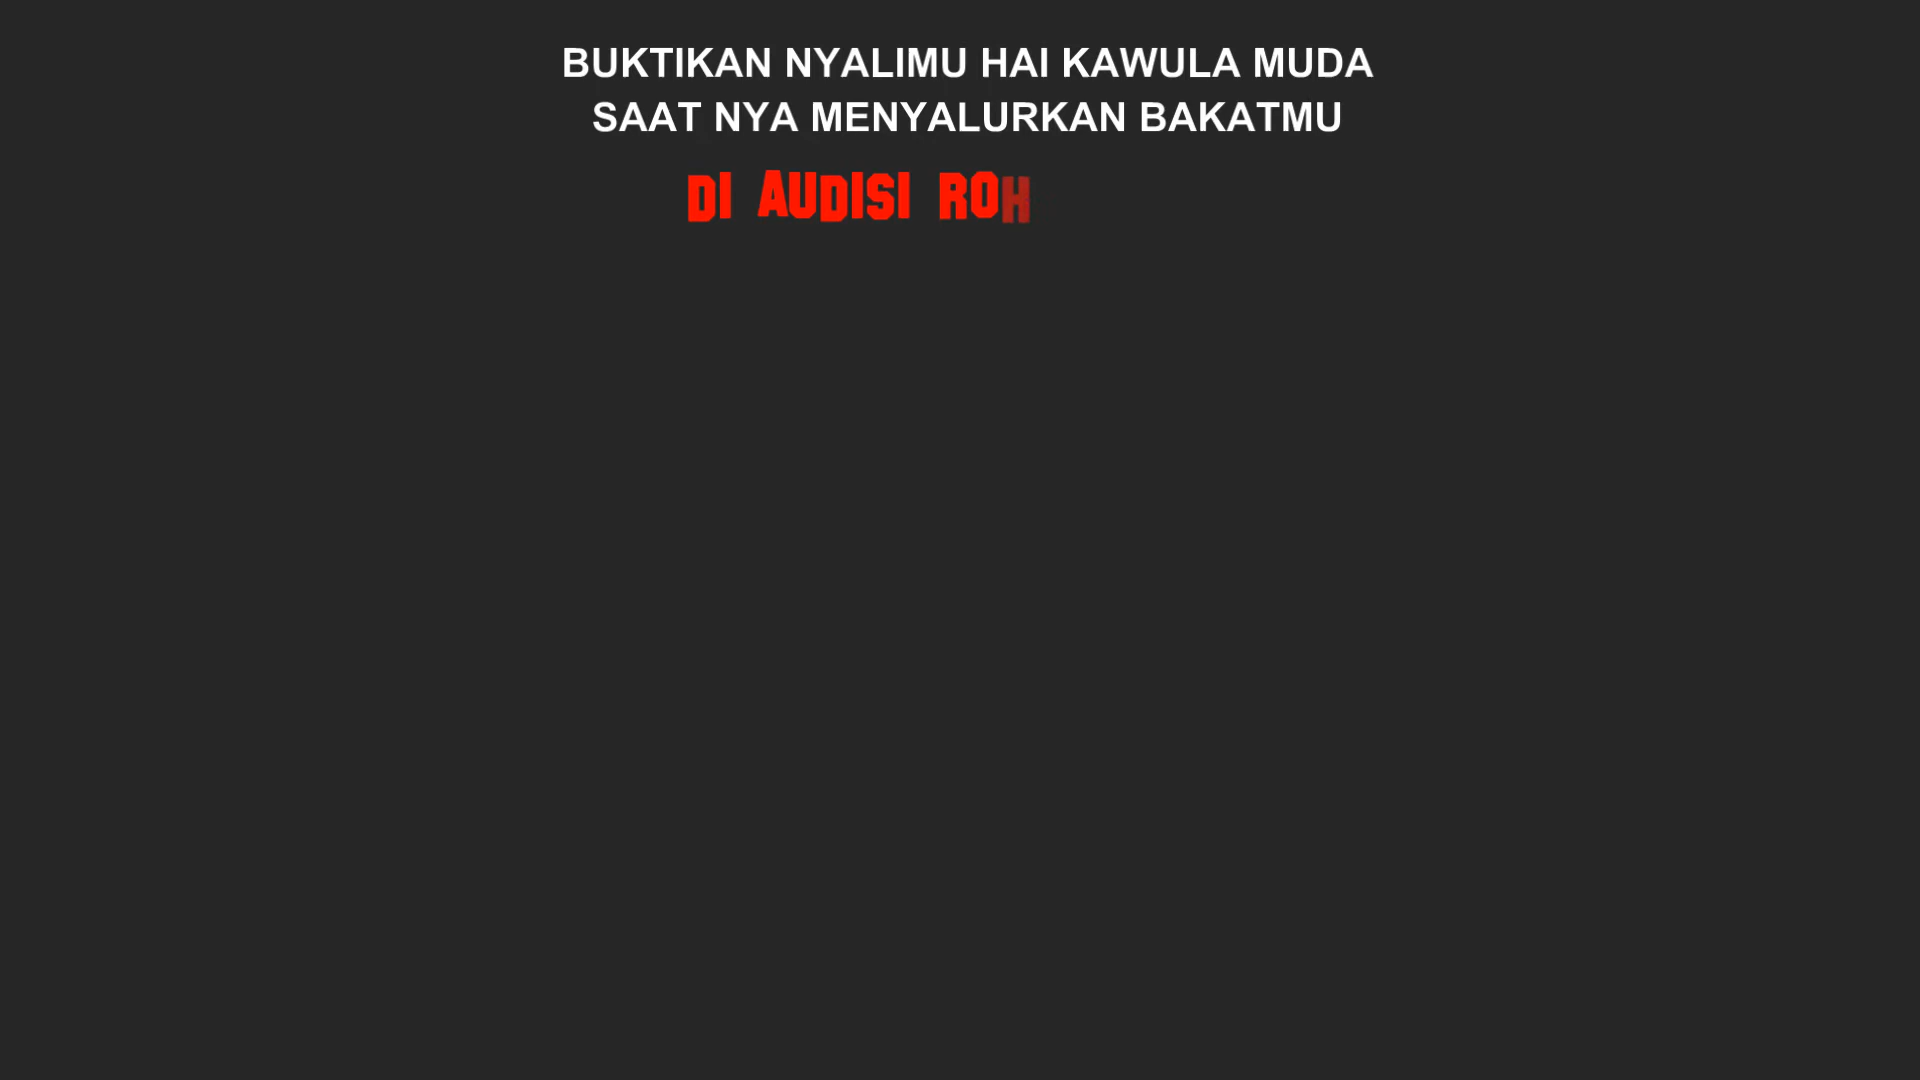 BUKTIKAN NYALIMU HAI KAWULA MUDA
SAAT NYA MENYALURKAN BAKATMU
DI AUDISI ROH